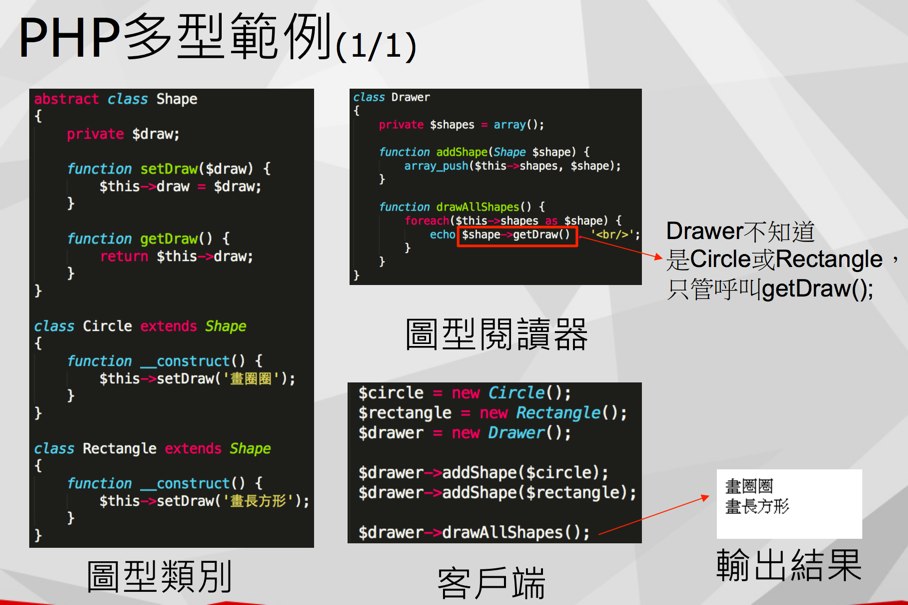 PHP多型範例(1/1)
abstract class Shape
{
    private $draw;

    function setDraw($draw) {
        $this->draw = $draw;
    }

    function getDraw() {
        return $this->draw;
    }
}

class Circle extends Shape
{
    function __construct() {
        $this->setDraw('畫圈圈');
    }
}

class Rectangle extends Shape
{
    function __construct() {
        $this->setDraw('畫長方形');
    }
}
圖型類別
class Drawer
{
    private $shapes = array();

    function addShape(Shape $shape) {
        array_push($this->shapes, $shape);
    }

    function drawAllShapes() {
        foreach($this->shapes as $shape) {
            echo $shape->getDraw() '<br/>';
        }
    }
}
圖型閱讀器
Drawer不知道
是Circle或Rectangle，
只管呼叫getDraw();
$circle = new Circle();
$rectangle = new Rectangle();
$drawer = new Drawer();

$drawer->addShape($circle);
$drawer->addShape($rectangle);

$drawer->drawAllShapes();
客戶端
畫圈圈
畫長方形
輸出結果